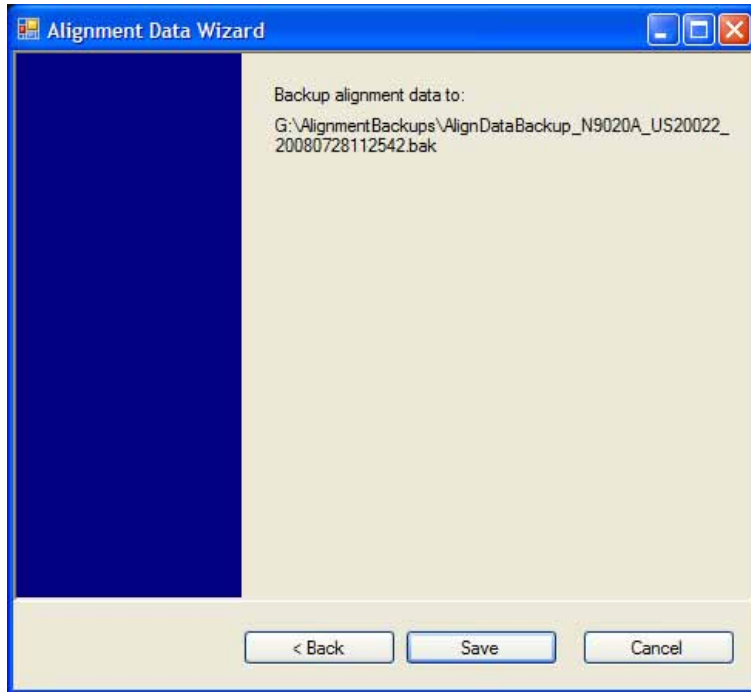 Alignment Data Wizard
Backup alignment data to:
G:\AlignmentBackups\AlignDataBackup_N9020A_US20022_
20080728112542.bak
< Back
Save
Cancel